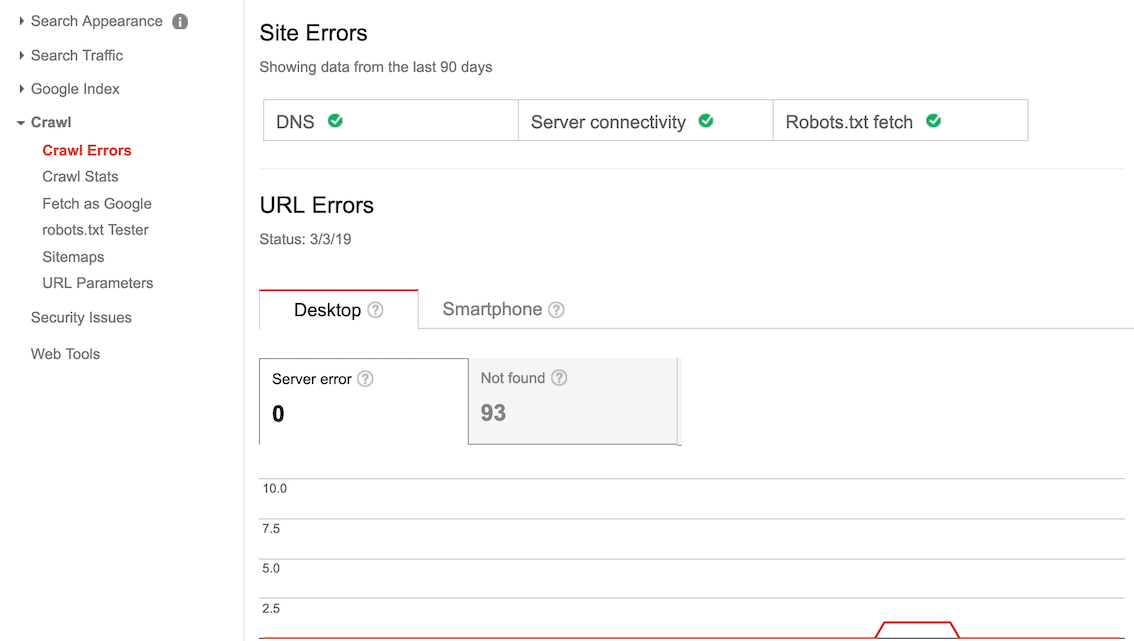 Search Appearance
Search Traffic
Google Index
Crawl
Crawl Errors
Crawl Stats
Fetch as Google
robots.txt Tester
Sitemaps
URL Parameters
Security Issues
Web Tools
Site Errors
Showing data from the last 90 days
DNS Server connectivity Robots.txt fetch
URL Errors
Status: 3/3/19
Desktop ? Smartphone ?
Server error ? Not found ?
0 93
10.0
7.5
5.0
2.5